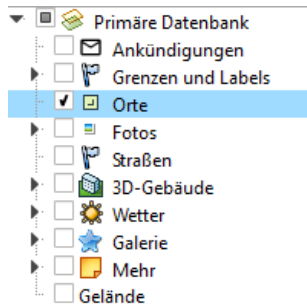 Primäre Datenbank
Ankündigungen
Grenzen und Labels
Orte
Fotos
Straßen
3D-Gebäude
Wetter
Galerie
Mehr
Gelände